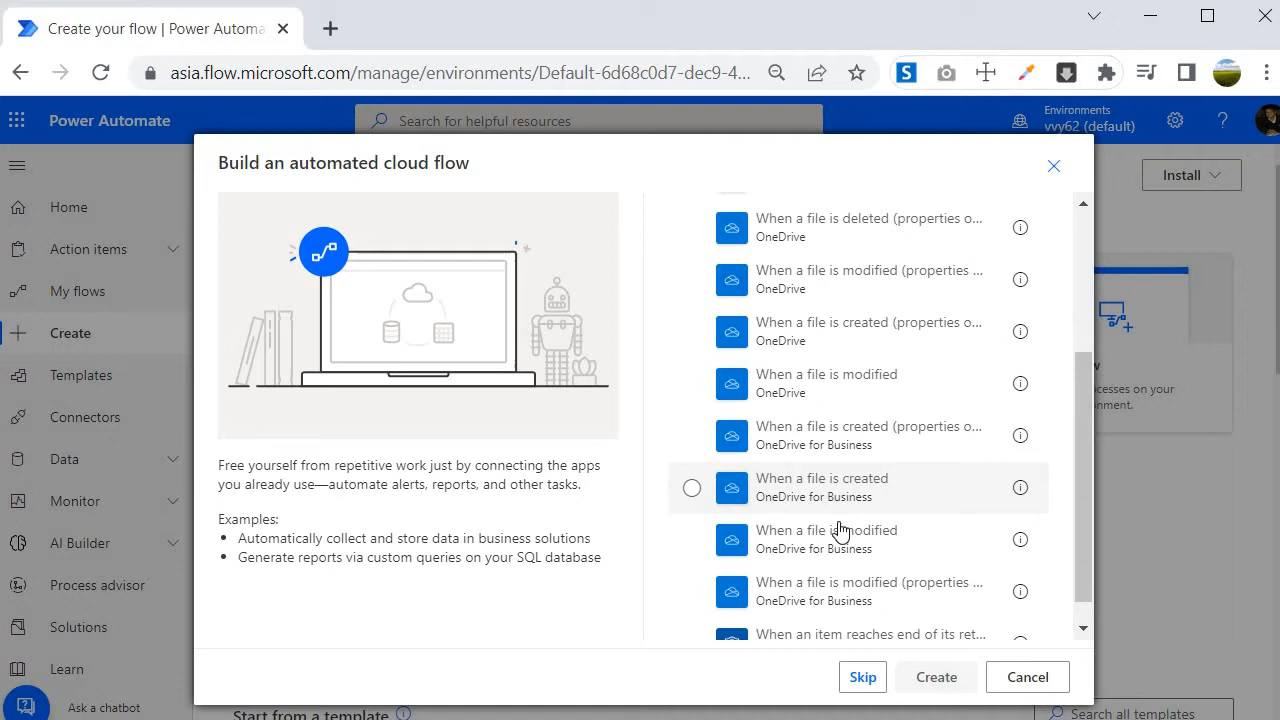 Create your flow | Power Automa
asiaflow.microsoft.com/manage/environments/Default-6d68c0d7-dec9-4...
S
Power Automate
Search for helpful resources
Environments
vvy62 (default)
?
Build an automated cloud flow
Install
Home
Action items
My flows
Create
Templates
Connectors
Data
Monitor
AI Builder
Process advisor
Solutions
Learn
Ask a chatbot
Free yourself from repetitive work just by connecting the apps
you already use—automate alerts, reports, and other tasks.
Examples:
• Automatically collect and store data in business solutions
• Generate reports via custom queries on your SQL database
When a file is deleted (properties o...
OneDrive
When a file is modified (properties ...
OneDrive
When a file is created (properties o...
OneDrive
When a file is modified
OneDrive
When a file is created (properties o...
OneDrive for Business
When a file is created
OneDrive for Business
When a file is modified
OneDrive for Business
When a file is modified (properties ...
OneDrive for Business
When an item reaches end of its ret...
Skip
Create
Cancel
w
ocesses on your
onment.
Start from a template
Search all templates